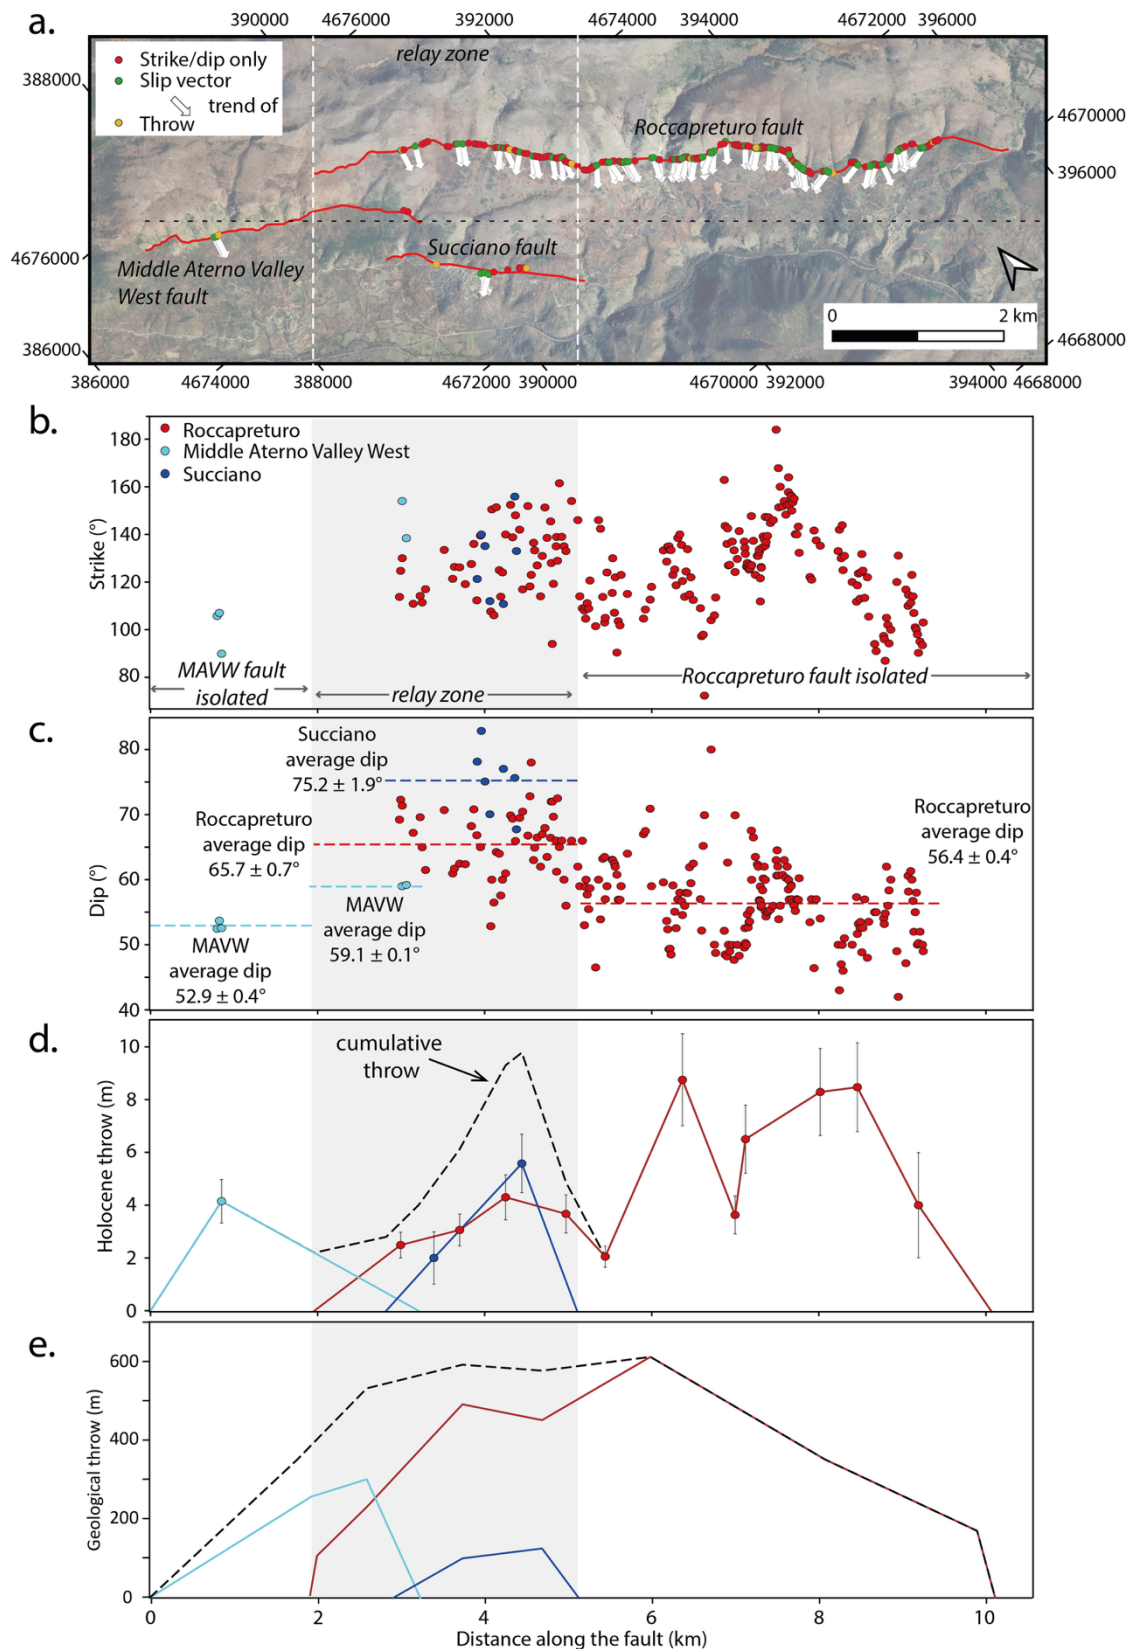 a.
390000 4676000 392000 4674000 394000 4672000 396000
388000
4676000
386000
4670000
396000
4668000
Strike/dip only
Slip vector
trend of
Throw
relay zone
Roccapreturo fault
Succiano fault
Middle Aterno Valley
West fault
0 2 km
386000 4674000 388000 4672000 390000 4670000 392000 394000 4668000
b.
Strike (°)
180
160
140
120
100
80
Roccapreturo
Middle Aterno Valley West
Succiano
MAVW fault
isolated
relay zone
Roccapreturo fault isolated
c.
Dip (°)
80
70
60
50
40
Succiano
average dip
75.2 ± 1.9°
Roccapreturo
average dip
65.7 ± 0.7°
MAVW
average dip
59.1 ± 0.1°
MAVW
average dip
52.9 ± 0.4°
Roccapreturo
average dip
56.4 ± 0.4°
d.
Holocene throw (m)
10
8
6
4
2
0
cumulative
throw
e.
Geological throw (m)
600
400
200
0
0 2 4 6 8 10
Distance along the fault (km)